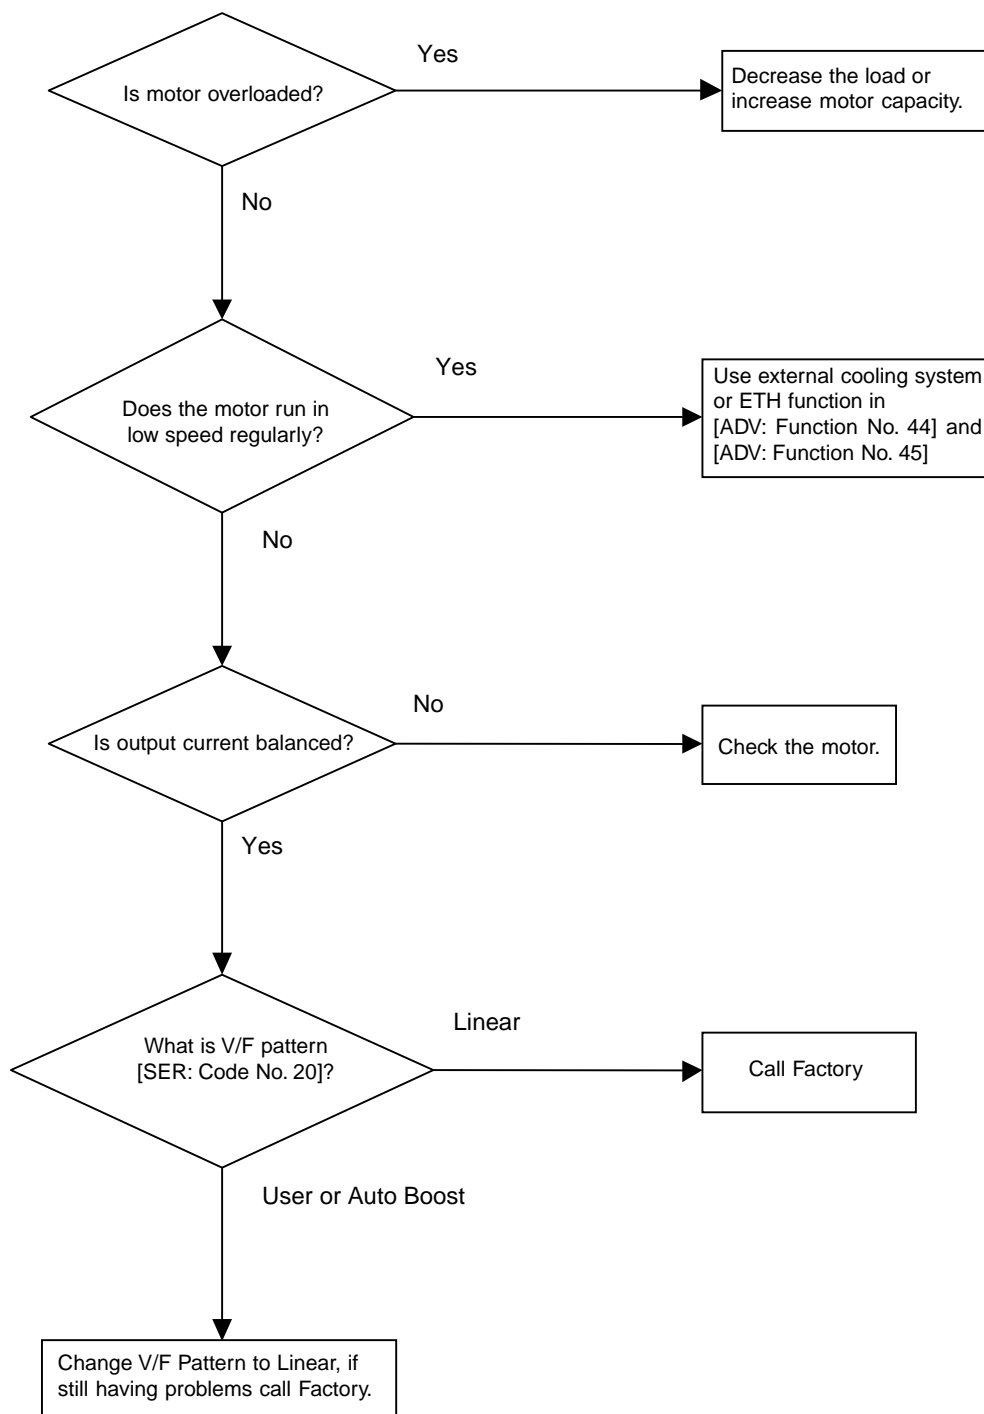 Yes
Is motor overloaded?
Decrease the load or
increase motor capacity.
No
Yes
Does the motor run in
low speed regularly?
Use external cooling system
or ETH function in
[ADV: Function No. 44] and
[ADV: Function No. 45]
No
No
Is output current balanced?
Check the motor.
Yes
Linear
What is V/F pattern
[SER: Code No. 20]?
Call Factory
User or Auto Boost
Change V/F Pattern to Linear, if
still having problems call Factory.